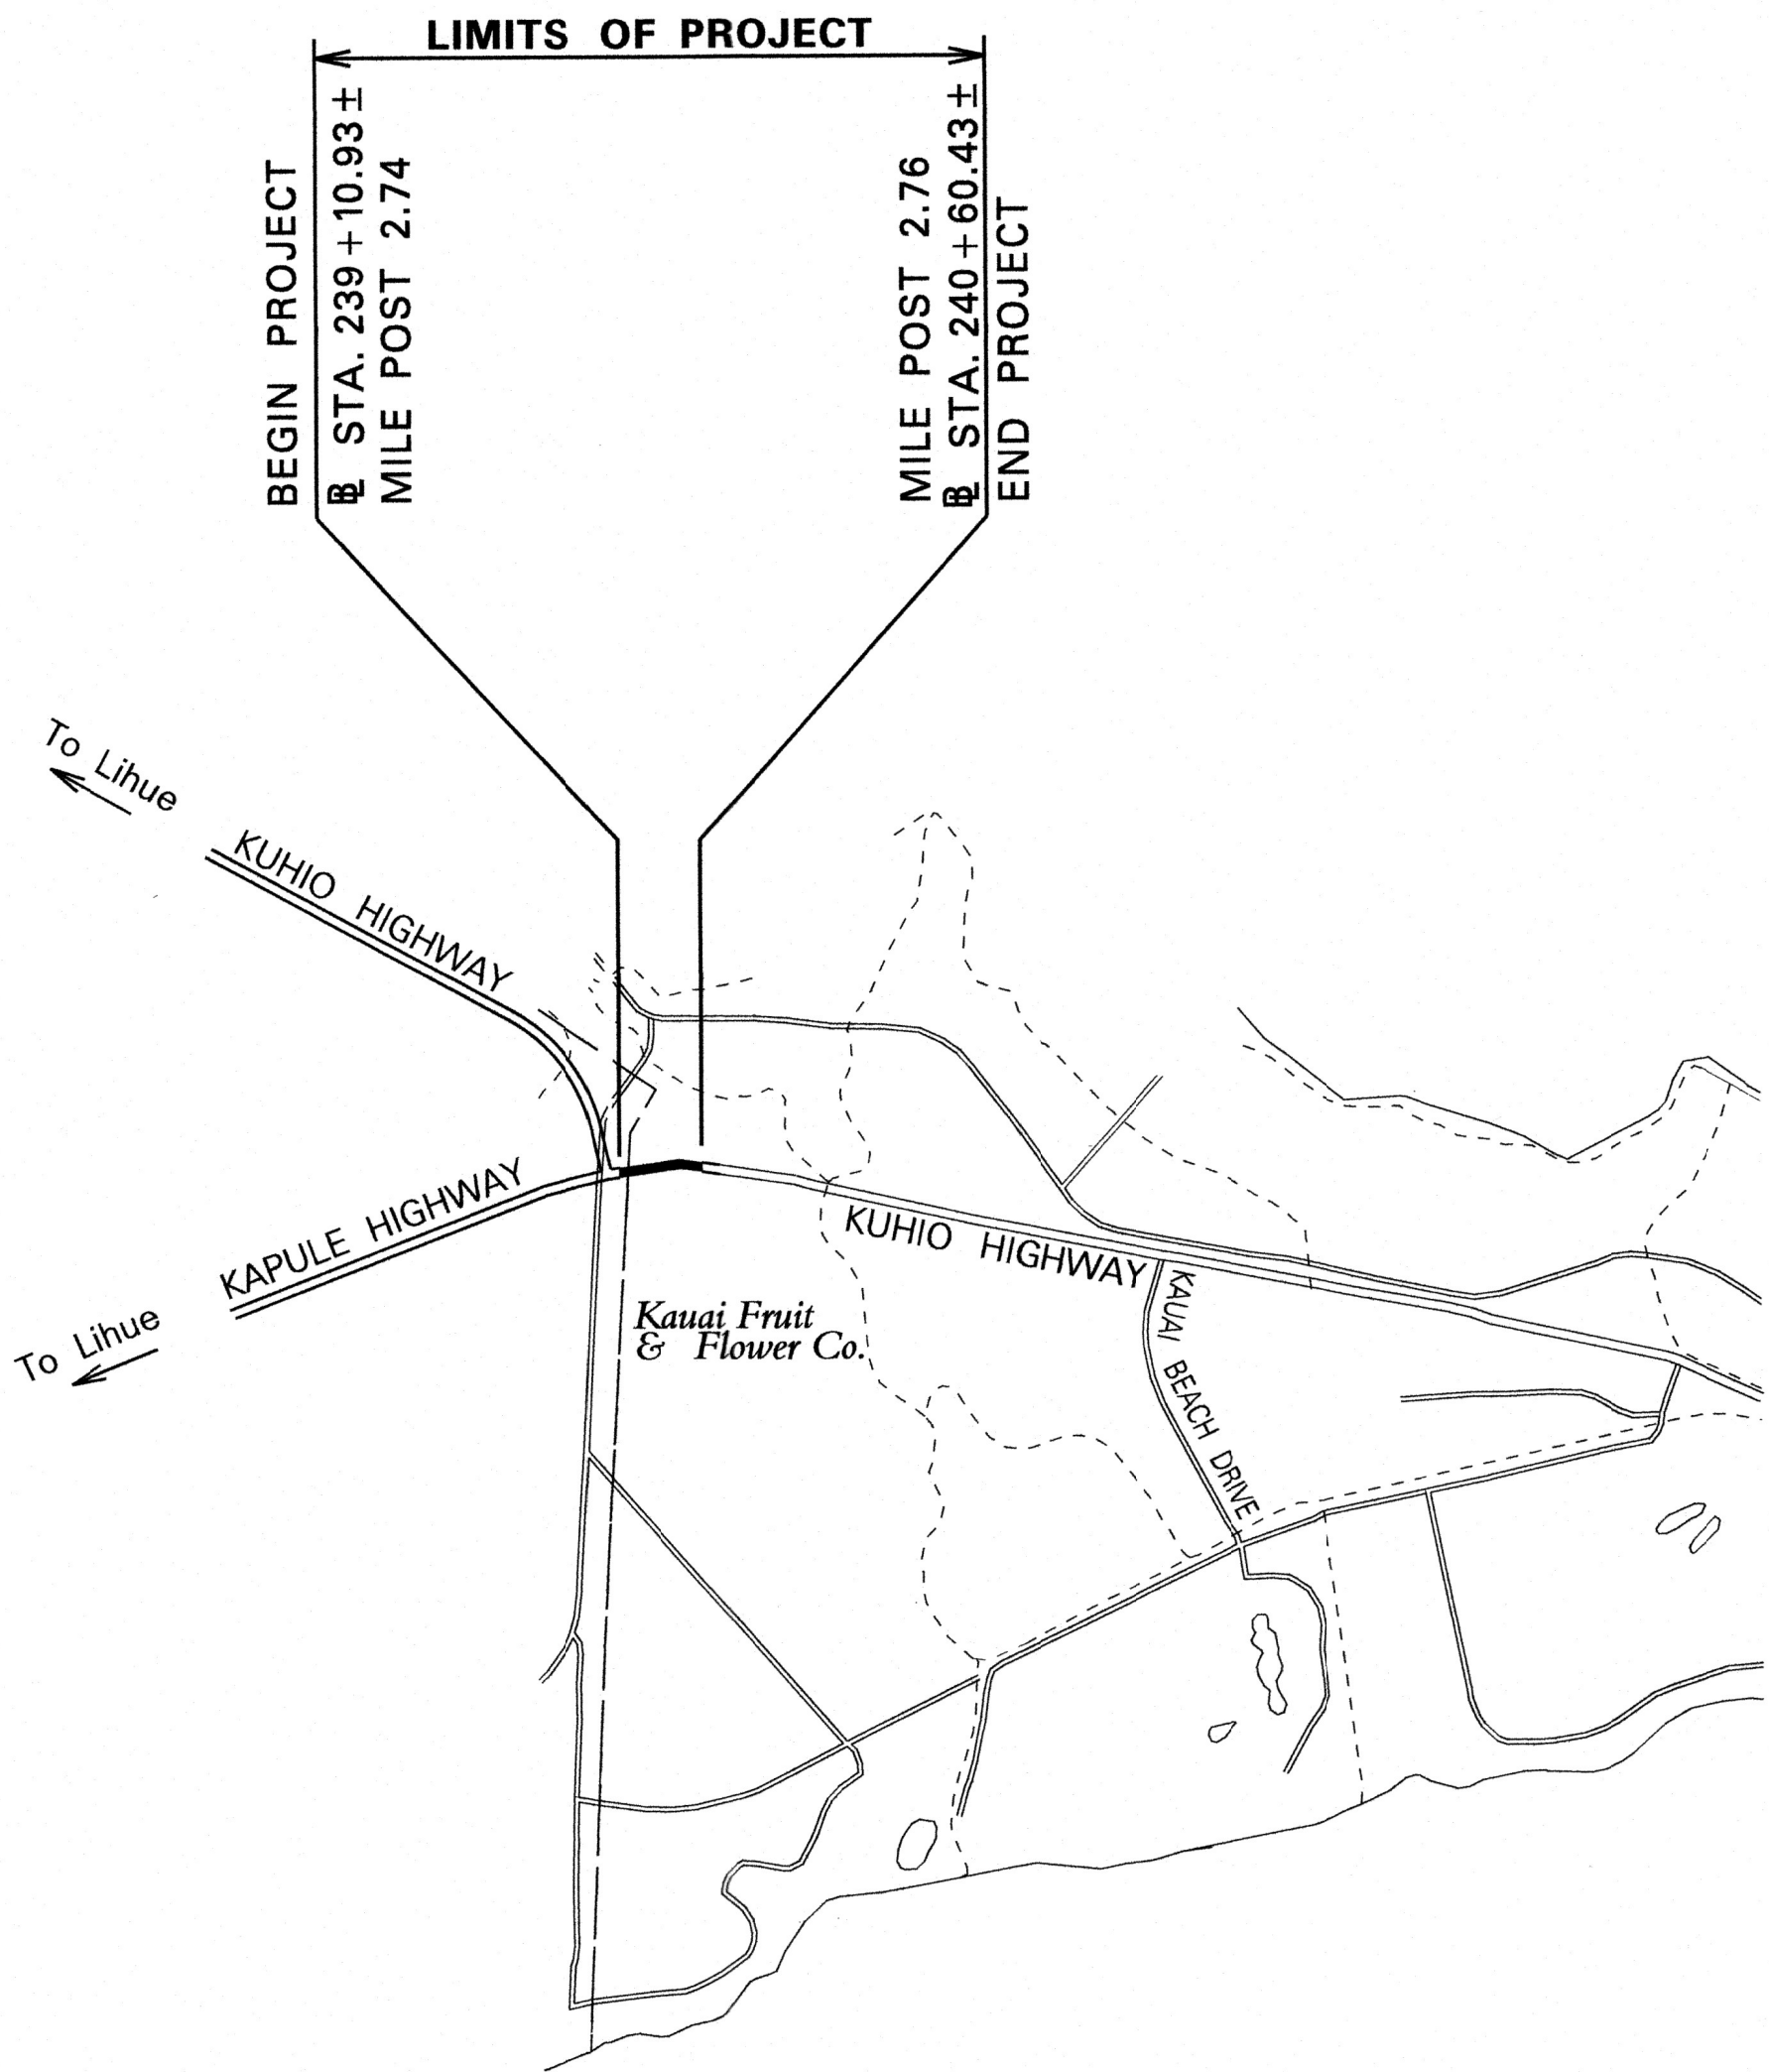 LIMITS OF PROJECT
BEGIN PROJECT
BL STA. 239+10.93±
MILE POST 2.74
MILE POST 2.76
BL STA. 240+60.43±
END PROJECT
To Lihue
KUHIO HIGHWAY
KAPULE HIGHWAY
To Lihue
KUHIO HIGHWAY
KAUAI BEACH DRIVE
Kauai Fruit
& Flower Co.